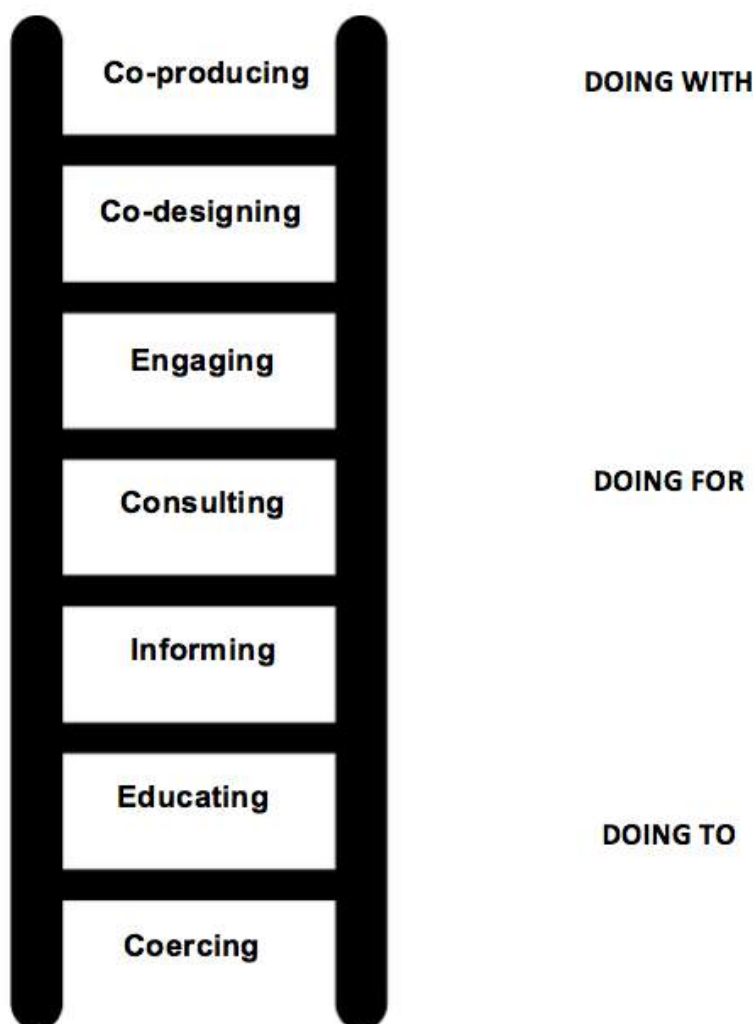 Co-producing
DOING WITH
Co-designing
Engaging
Consulting
DOING FOR
Informing
Educating
DOING TO
Coercing